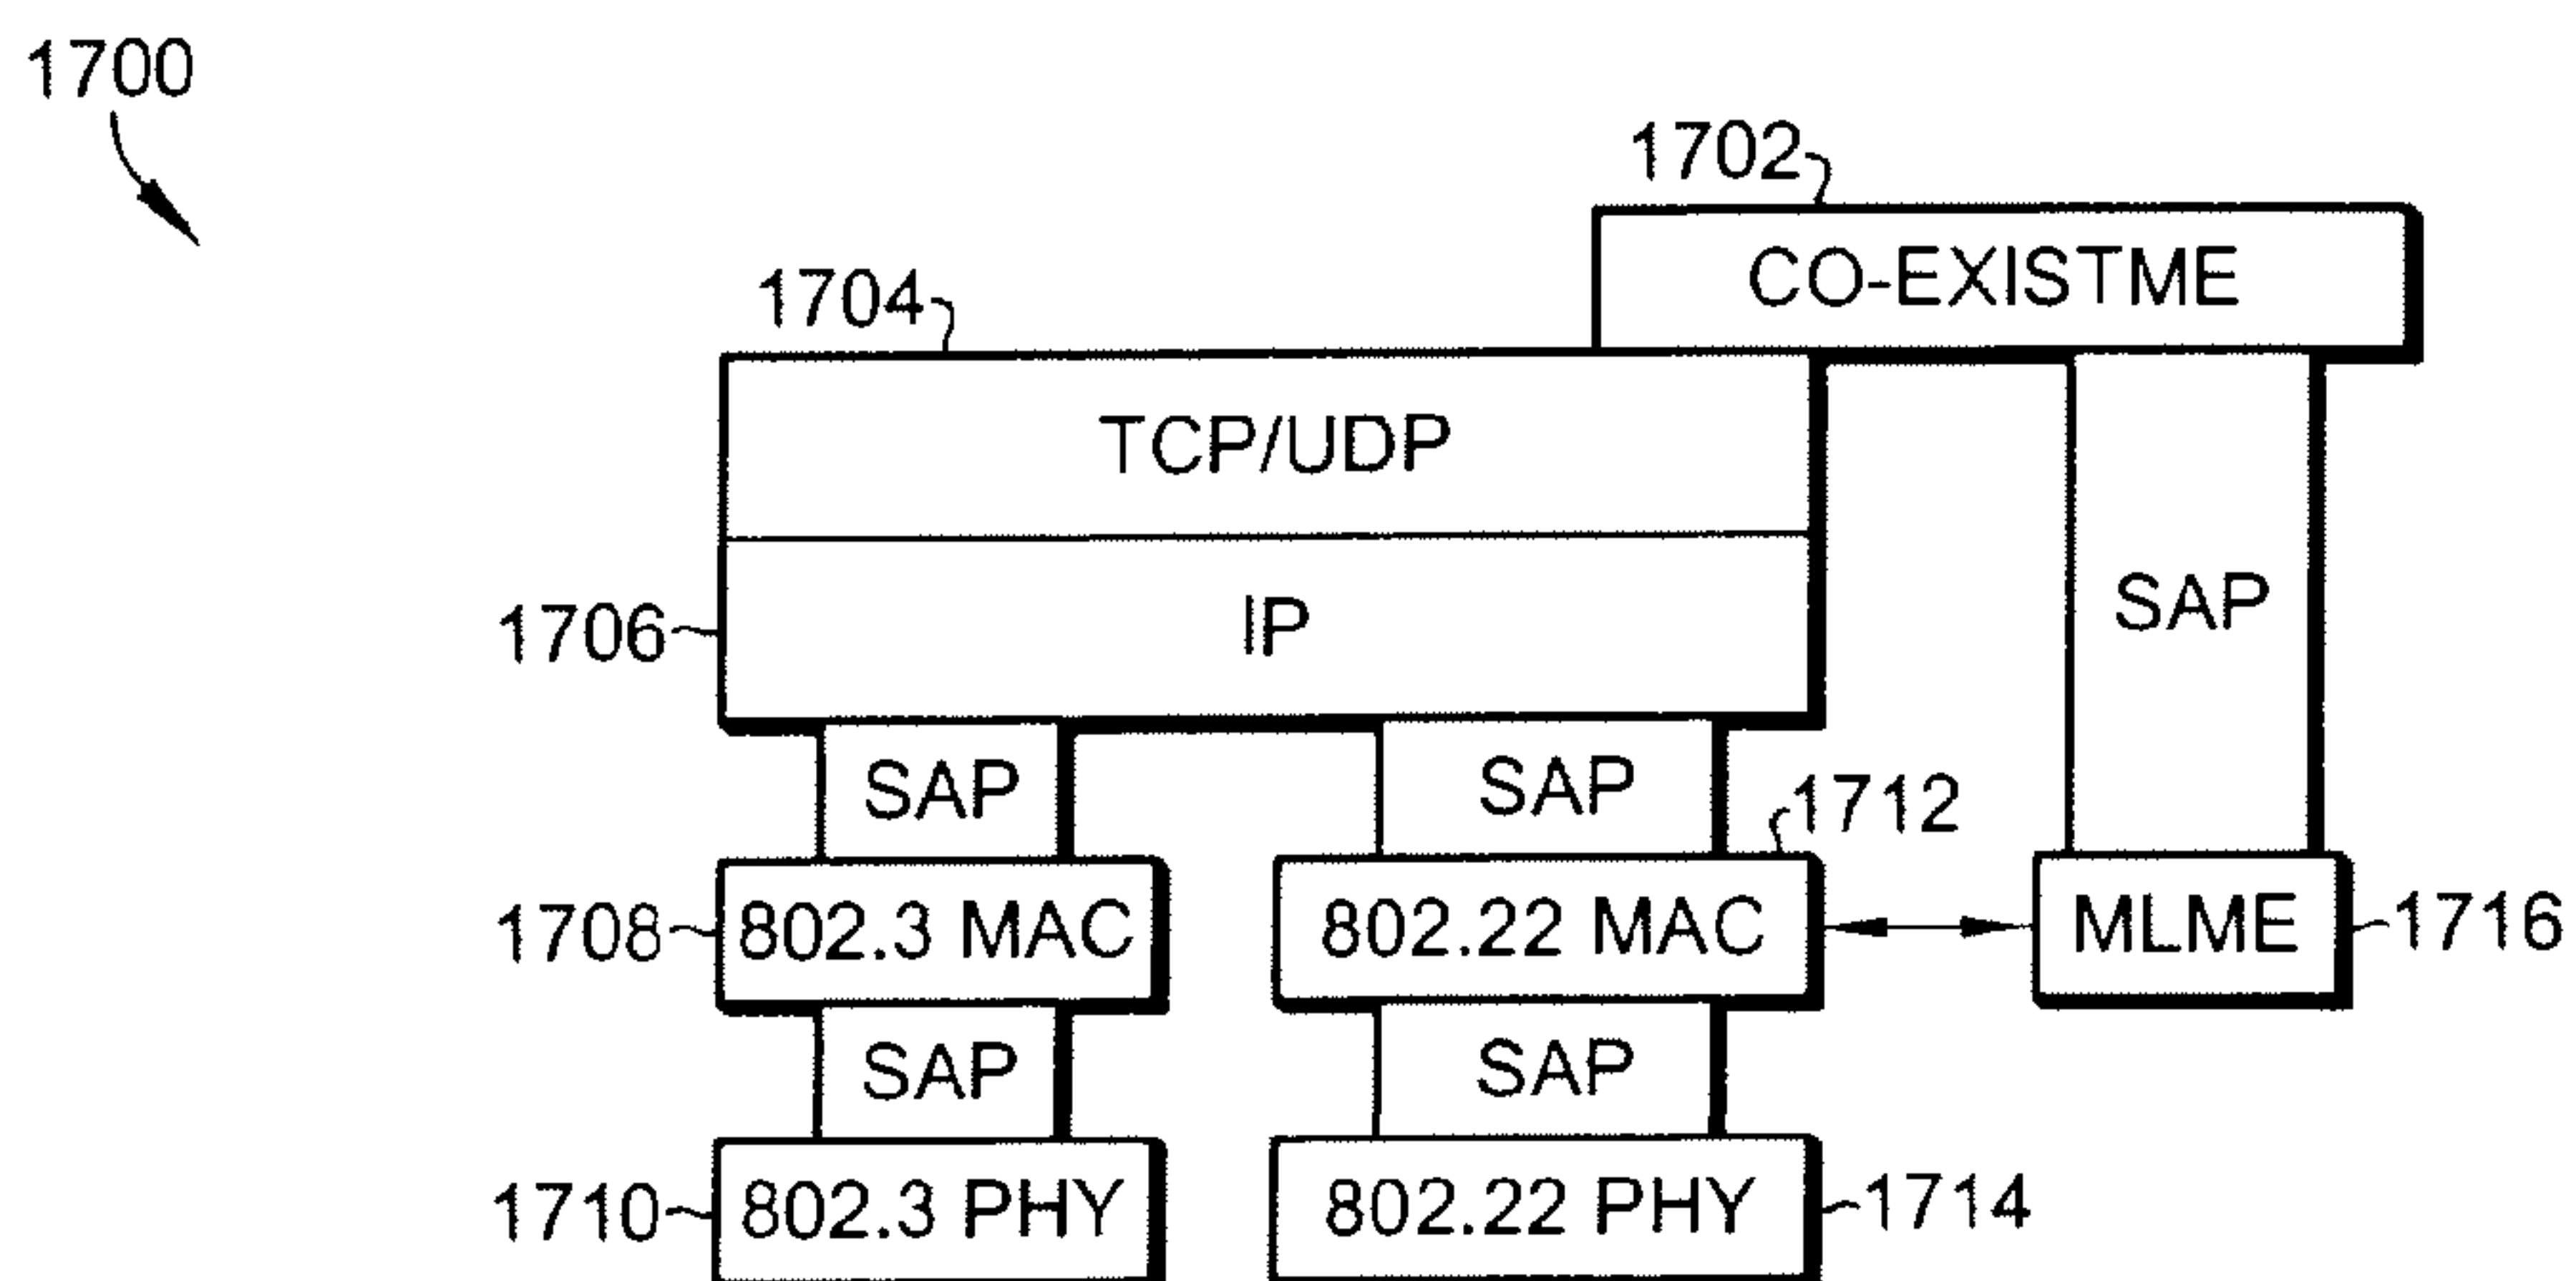 1700
1702
CO-EXISTME
1704
TCP/UDP
SAP
1706
IP
SAP
SAP
1712
1708
802.3 MAC
802.22 MAC
MLME
1716
SAP
SAP
1710
802.3 PHY
802.22 PHY
1714